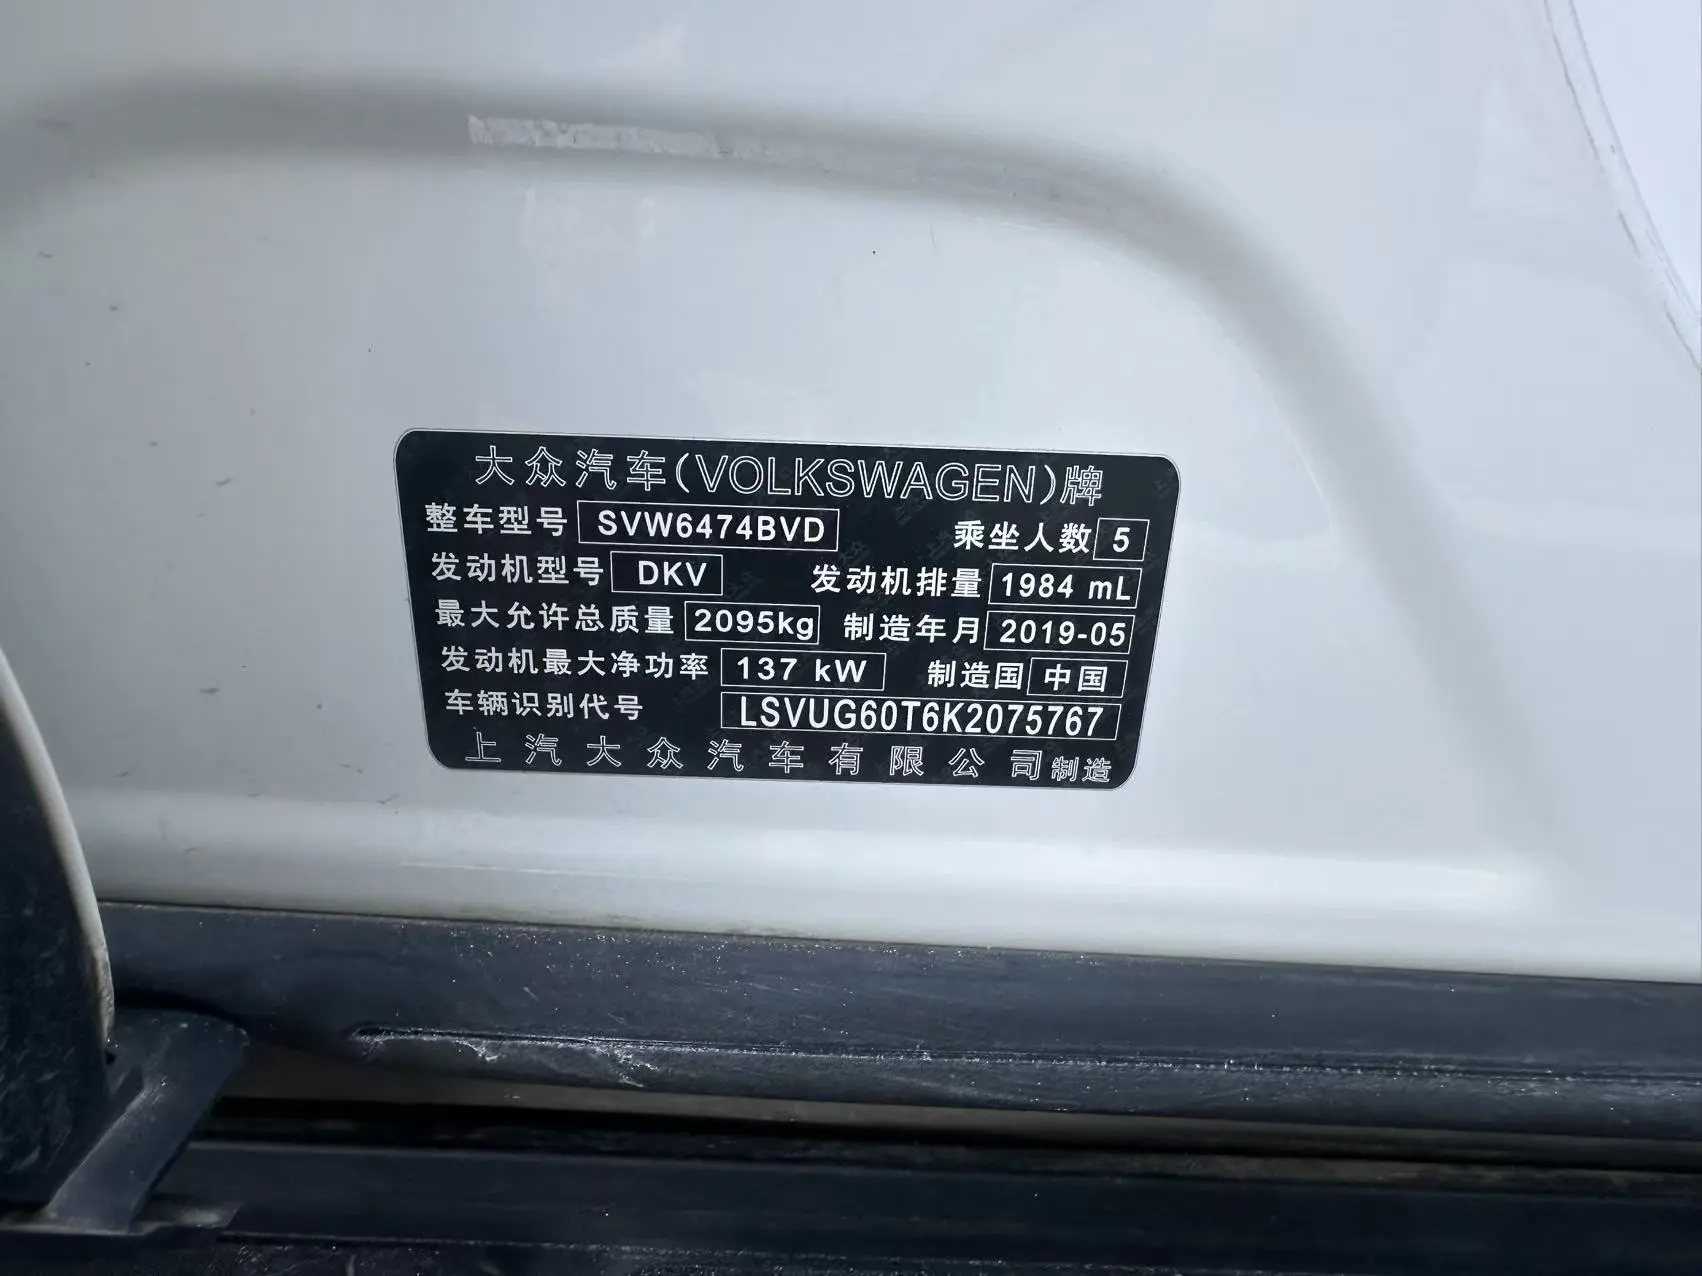 大众汽车(VOLKSWAGEN)牌
整车型号 SVW6474BVD 乘坐人数 5
发动机型号 DKV 发动机排量 1984 mL
最大允许总质量 2095kg 制造年月 2019-05
发动机最大净功率 137 kW 制造国 中国
车辆识别代号 LSVUG60T6K2075767
上汽大众汽车有限公司制造